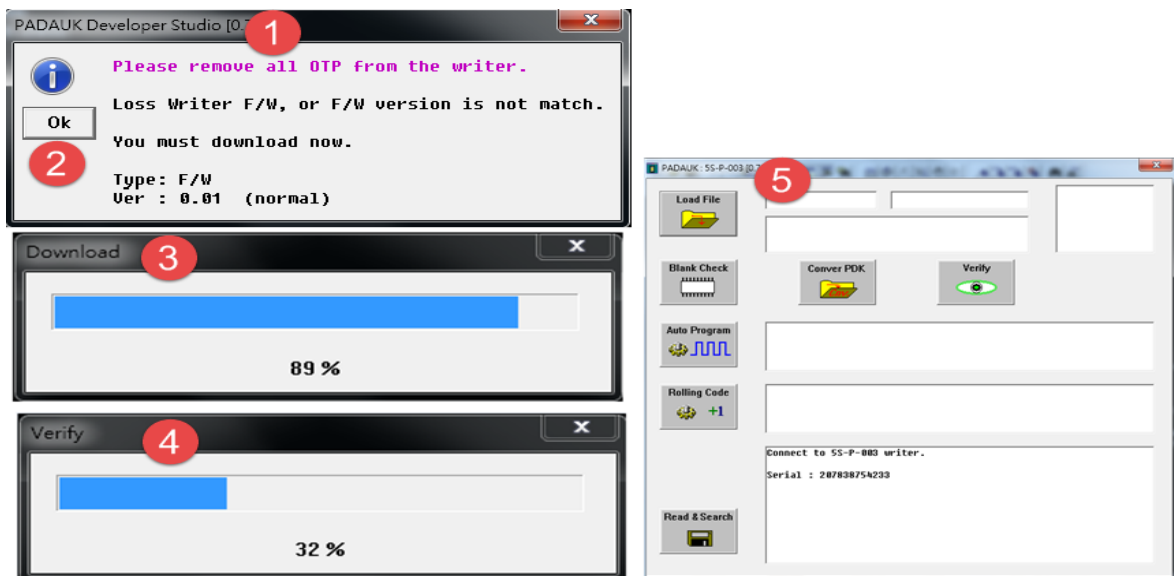 PADAUK Developer Studio [0.
1
Please remove all OTP from the writer.
Loss Writer F/W, or F/W version is not match.
Ok
You must download now.
2
Type: F/W
Ver : 0.01 (normal)
Download
3
89 %
Verify
4
32 %
PADAUK : 5S-P-003 [0.
5
Load File
Blank Check
Conver PDK
Verify
Auto Program
Rolling Code
+1
Connect to 5S-P-003 writer.
Serial : 207838754233
Read & Search